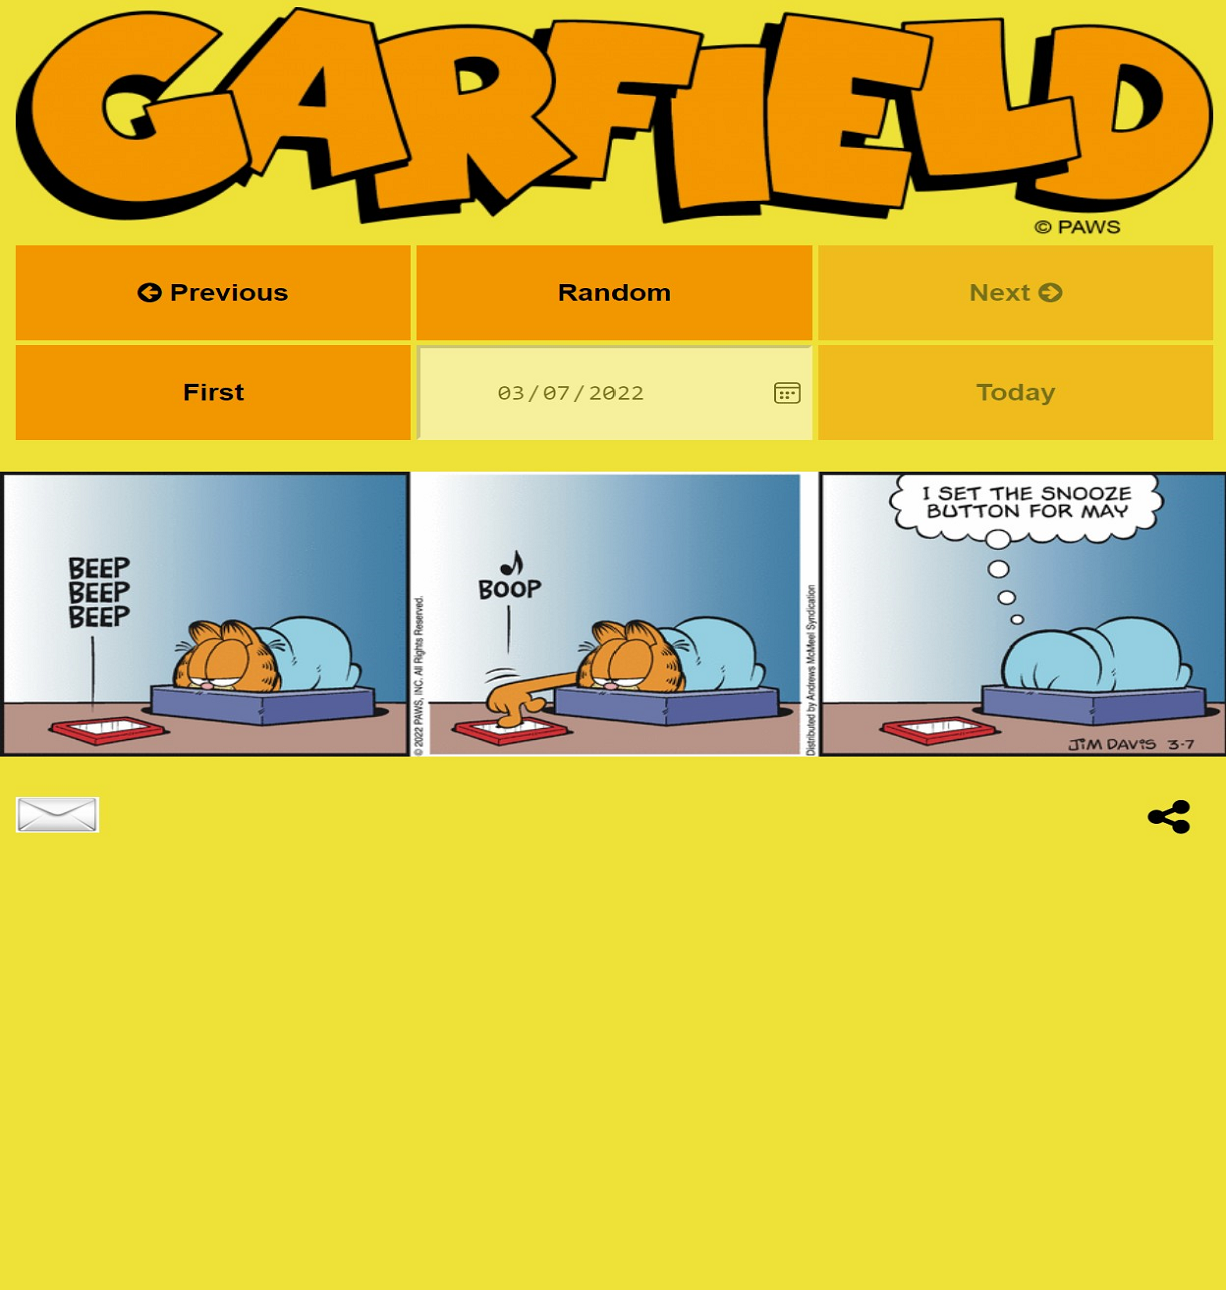 GARFIELD
© PAWS
Previous
Random
Next
First
03/07/2022
Today
BEEP
BEEP
BEEP
© 2022 PAWS, INC. All Rights Reserved.
BOOP
Distributed by Andrews McMeel Syndication
I SET THE SNOOZE
BUTTON FOR MAY
JIM DAVIS 3-7